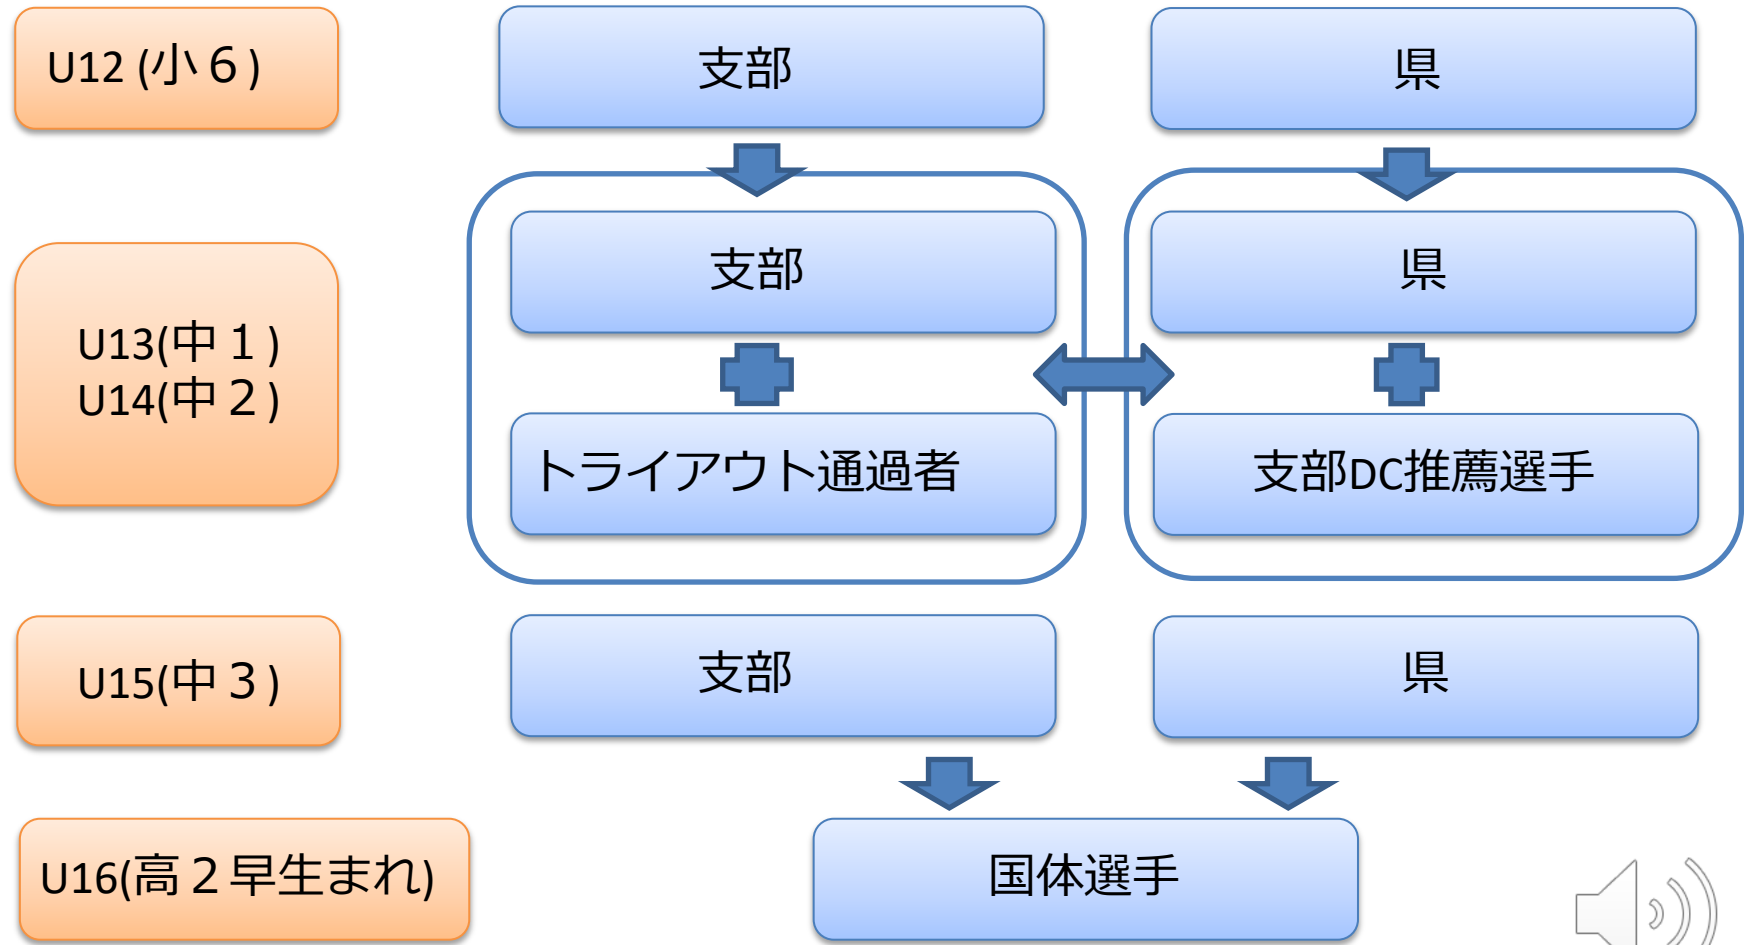 U12 (小６)
支部
県
支部
県
U13(中１)
U14(中２)
トライアウト通過者
支部DC推薦選手
U15(中３)
支部
県
U16(高２早生まれ)
国体選手